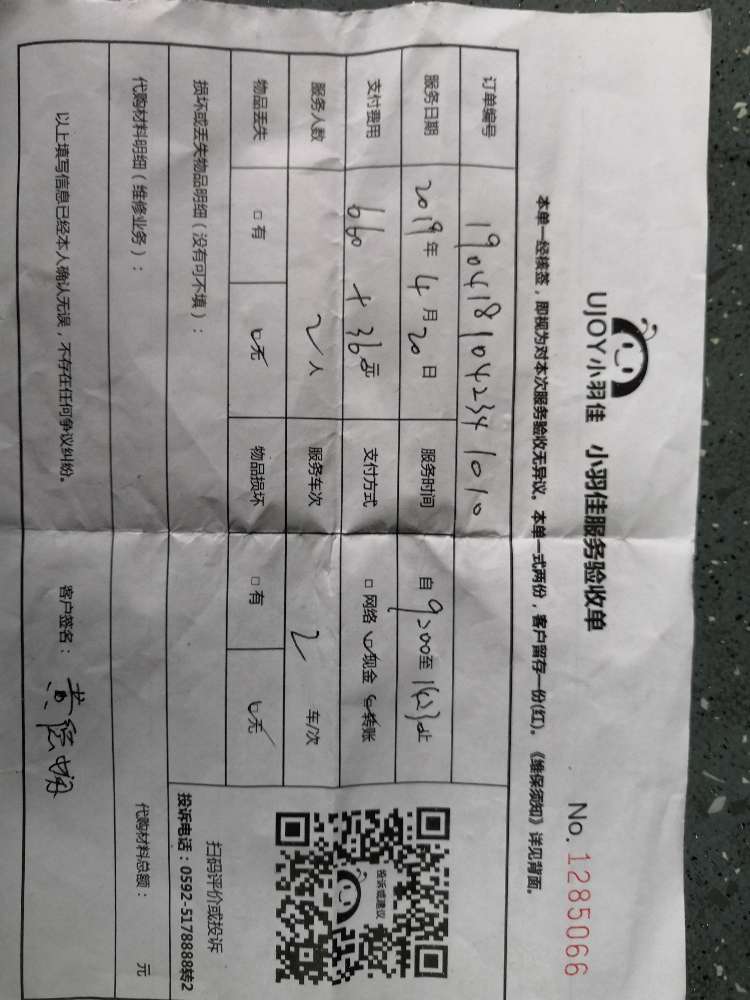 UJOY小羽佳 小羽佳服务验收单
No. 1285066
本单一经核签，即视为对本次服务验收无异议。本单一式两份，客户留存一份(红)。《维保须知》详见背面。
订单编号 190418104234 1010
服务日期 2019年4月20日 服务时间 自9:00至 止
支付费用 660+36元 支付方式 □网络 ☑现金 ☑转账
服务人数 2人 服务车次 2 车/次
物品丢失 □有 ☑无 物品损坏 □有 ☑无
损坏或丢失物品明细（没有可不填）：
投诉或建议
扫码评价或投诉
投诉电话：0592-5178888转2
代购材料明细（维修业务）： 代购材料总额： 元
以上填写信息已经本人确认无误，不存在任何争议纠纷。 客户签名：